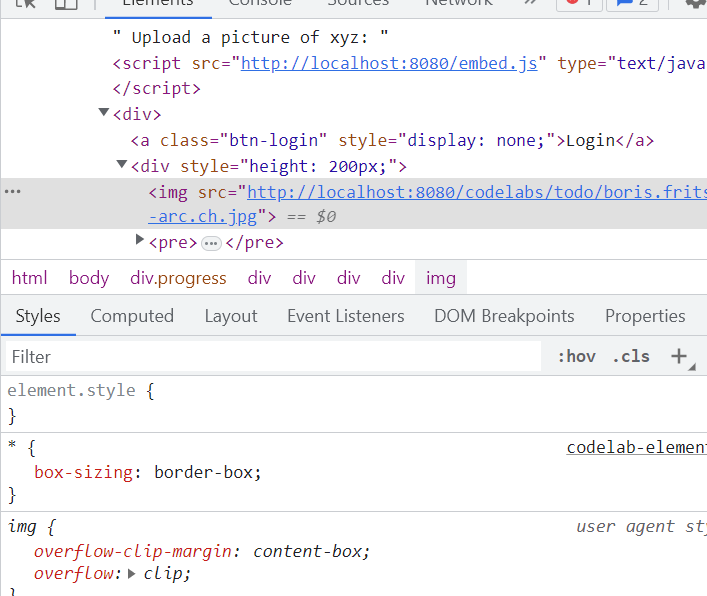 Elements Console Sources Network » 1 2
" Upload a picture of xyz: "
<script src="http://localhost:8080/embed.js" type="text/java
</script>
▼<div>
<a class="btn-login" style="display: none;">Login</a>
▼<div style="height: 200px;">
… <img src="http://localhost:8080/codelabs/todo/boris.frits
-arc.ch.jpg"> == $0
▶<pre>…</pre>
html body div.progress div div div div img
Styles Computed Layout Event Listeners DOM Breakpoints Properties
Filter :hov .cls +
element.style {
}
* { codelab-element
box-sizing: border-box;
}
img { user agent sty
overflow-clip-margin: content-box;
overflow:▶ clip;
}